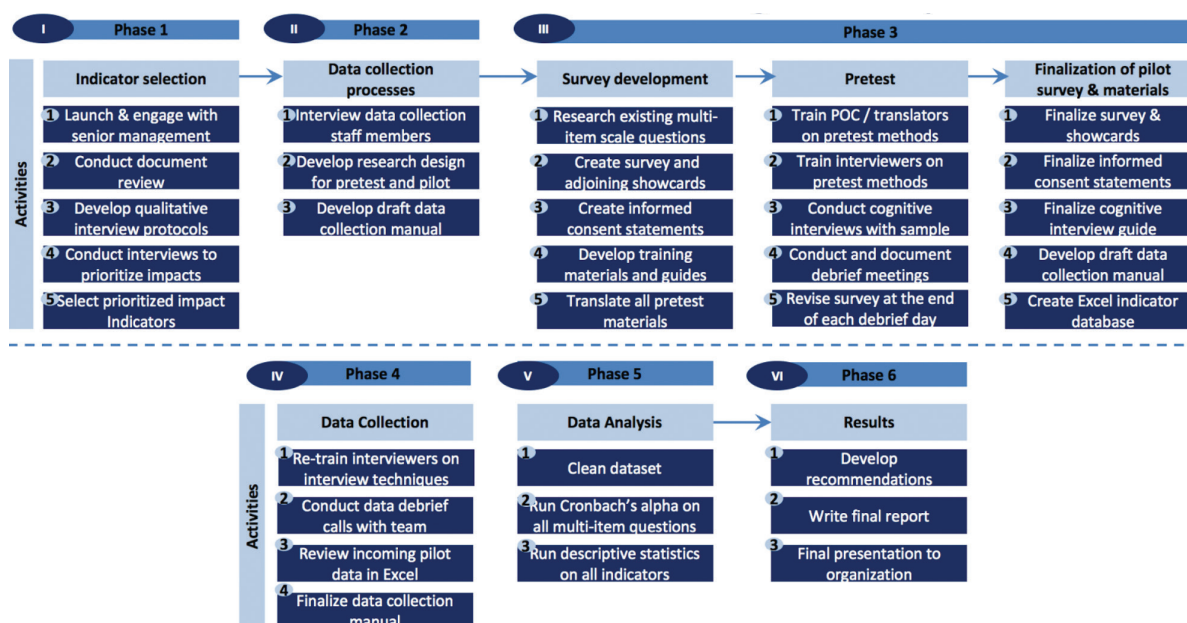 I
Phase 1
II
Phase 2
III
Phase 3
Activities
Indicator selection
1
Launch & engage with
senior management
2
Conduct document
review
3
Develop qualitative
interview protocols
4
Conduct interviews to
prioritize impacts
5
Select prioritized impact
Indicators
Data collection
processes
1
Interview data collection
staff members
2
Develop research design
for pretest and pilot
3
Develop draft data
collection manual
Survey development
1
Research existing multi-
item scale questions
2
Create survey and
adjoining showcards
3
Create informed
consent statements
4
Develop training
materials and guides
5
Translate all pretest
materials
Pretest
1
Train POC / translators
on pretest methods
2
Train interviewers on
pretest methods
3
Conduct cognitive
interviews with sample
4
Conduct and document
debrief meetings
5
Revise survey at the end
of each debrief day
Finalization of pilot
survey & materials
1
Finalize survey &
showcards
2
Finalize informed
consent statements
3
Finalize cognitive
interview guide
4
Develop draft data
collection manual
5
Create Excel indicator
database
IV
Phase 4
V
Phase 5
VI
Phase 6
Activities
Data Collection
1
Re-train interviewers on
interview techniques
2
Conduct data debrief
calls with team
3
Review incoming pilot
data in Excel
4
Finalize data collection
manual
Data Analysis
1
Clean dataset
2
Run Cronbach's alpha on
all multi-item questions
3
Run descriptive statistics
on all indicators
Results
1
Develop
recommendations
2
Write final report
3
Final presentation to
organization